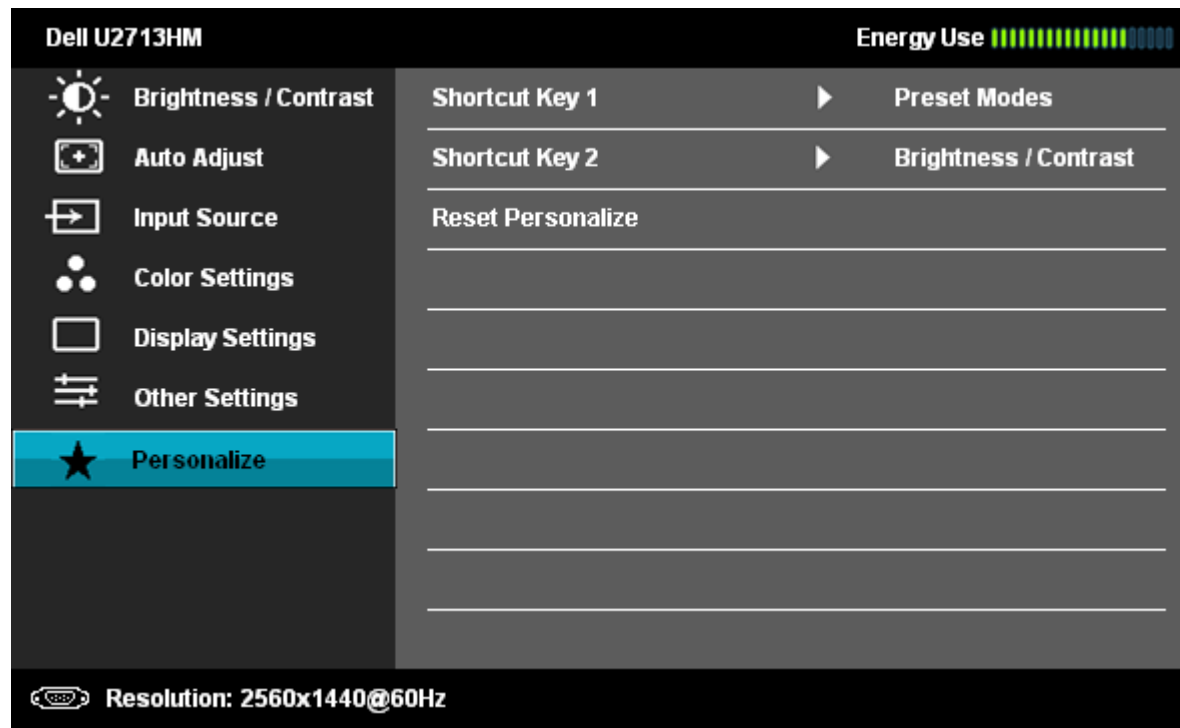 Dell U2713HM
Energy Use
Brightness / Contrast
Auto Adjust
Input Source
Color Settings
Display Settings
Other Settings
Personalize
Shortcut Key 1
Preset Modes
Shortcut Key 2
Brightness / Contrast
Reset Personalize
Resolution: 2560x1440@60Hz